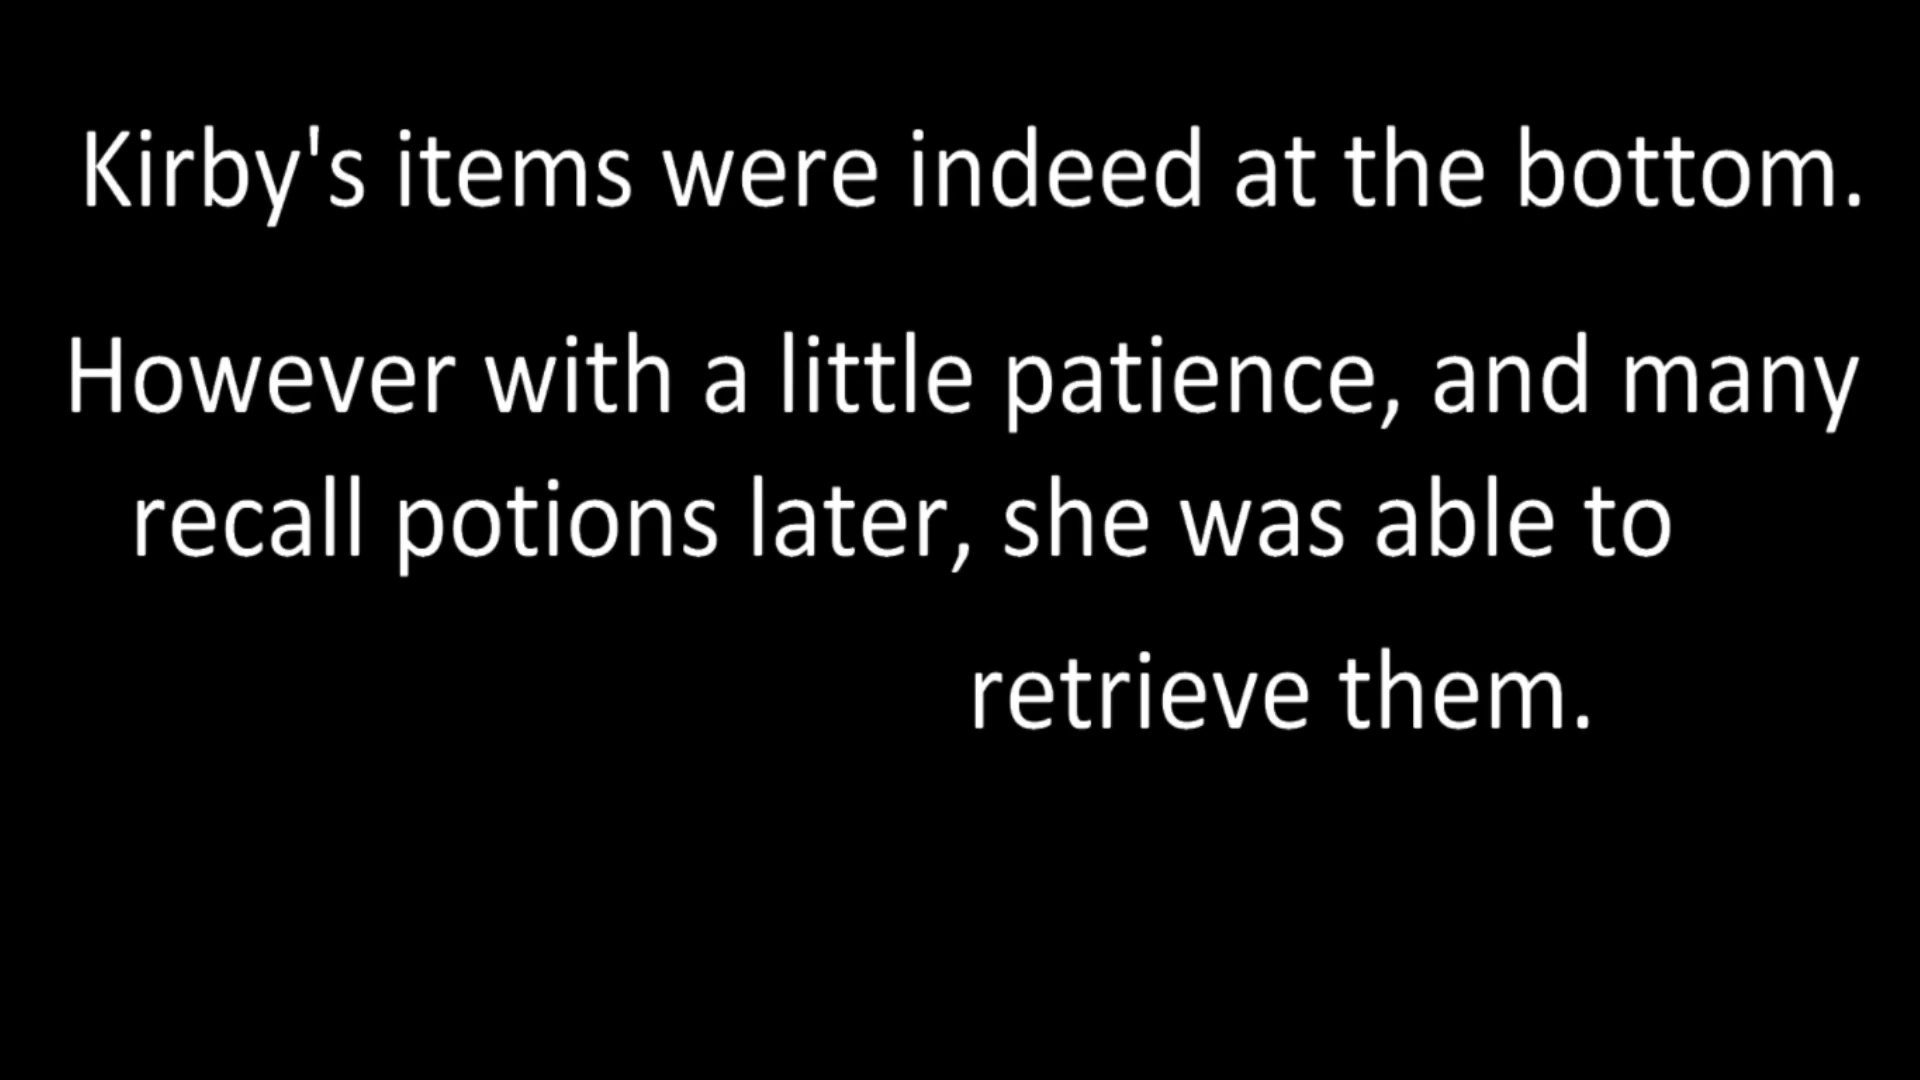 Kirby's items were indeed at the bottom.
However with a little patience, and many
recall potions later, she was able to
retrieve them.